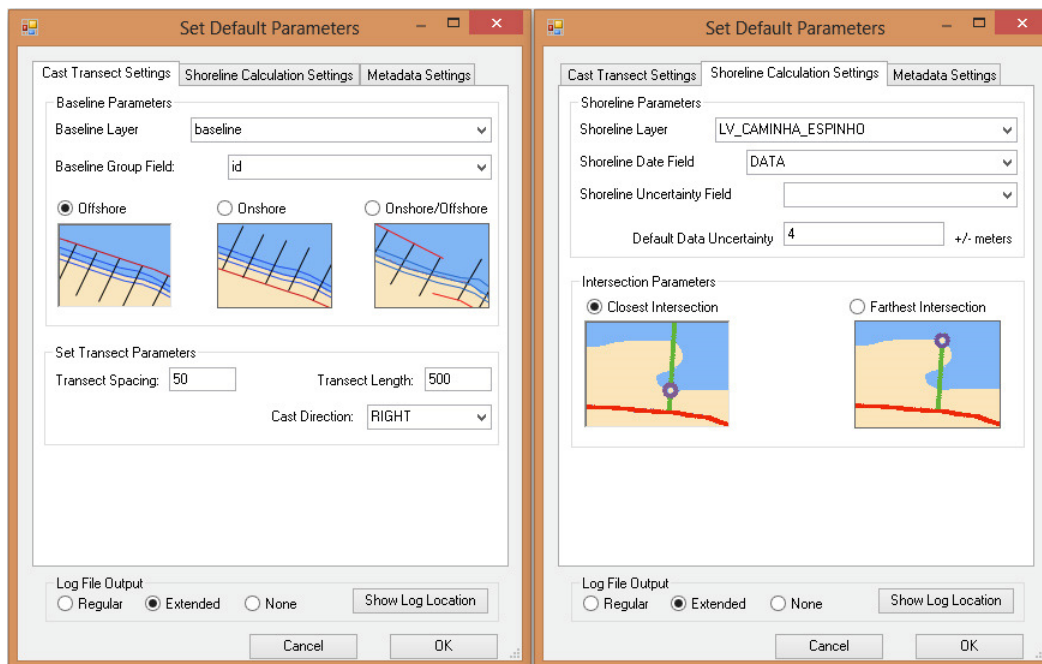 Set Default Parameters
Cast Transect Settings Shoreline Calculation Settings Metadata Settings
Baseline Parameters
Baseline Layer baseline
Baseline Group Field: id
Offshore Onshore Onshore/Offshore
Set Transect Parameters
Transect Spacing: 50 Transect Length: 500
Cast Direction: RIGHT
Log File Output
Regular Extended None Show Log Location
Cancel OK
Set Default Parameters
Cast Transect Settings Shoreline Calculation Settings Metadata Settings
Shoreline Parameters
Shoreline Layer LV_CAMINHA_ESPINHO
Shoreline Date Field DATA
Shoreline Uncertainty Field
Default Data Uncertainty 4 +/- meters
Intersection Parameters
Closest Intersection Farthest Intersection
Log File Output
Regular Extended None Show Log Location
Cancel OK